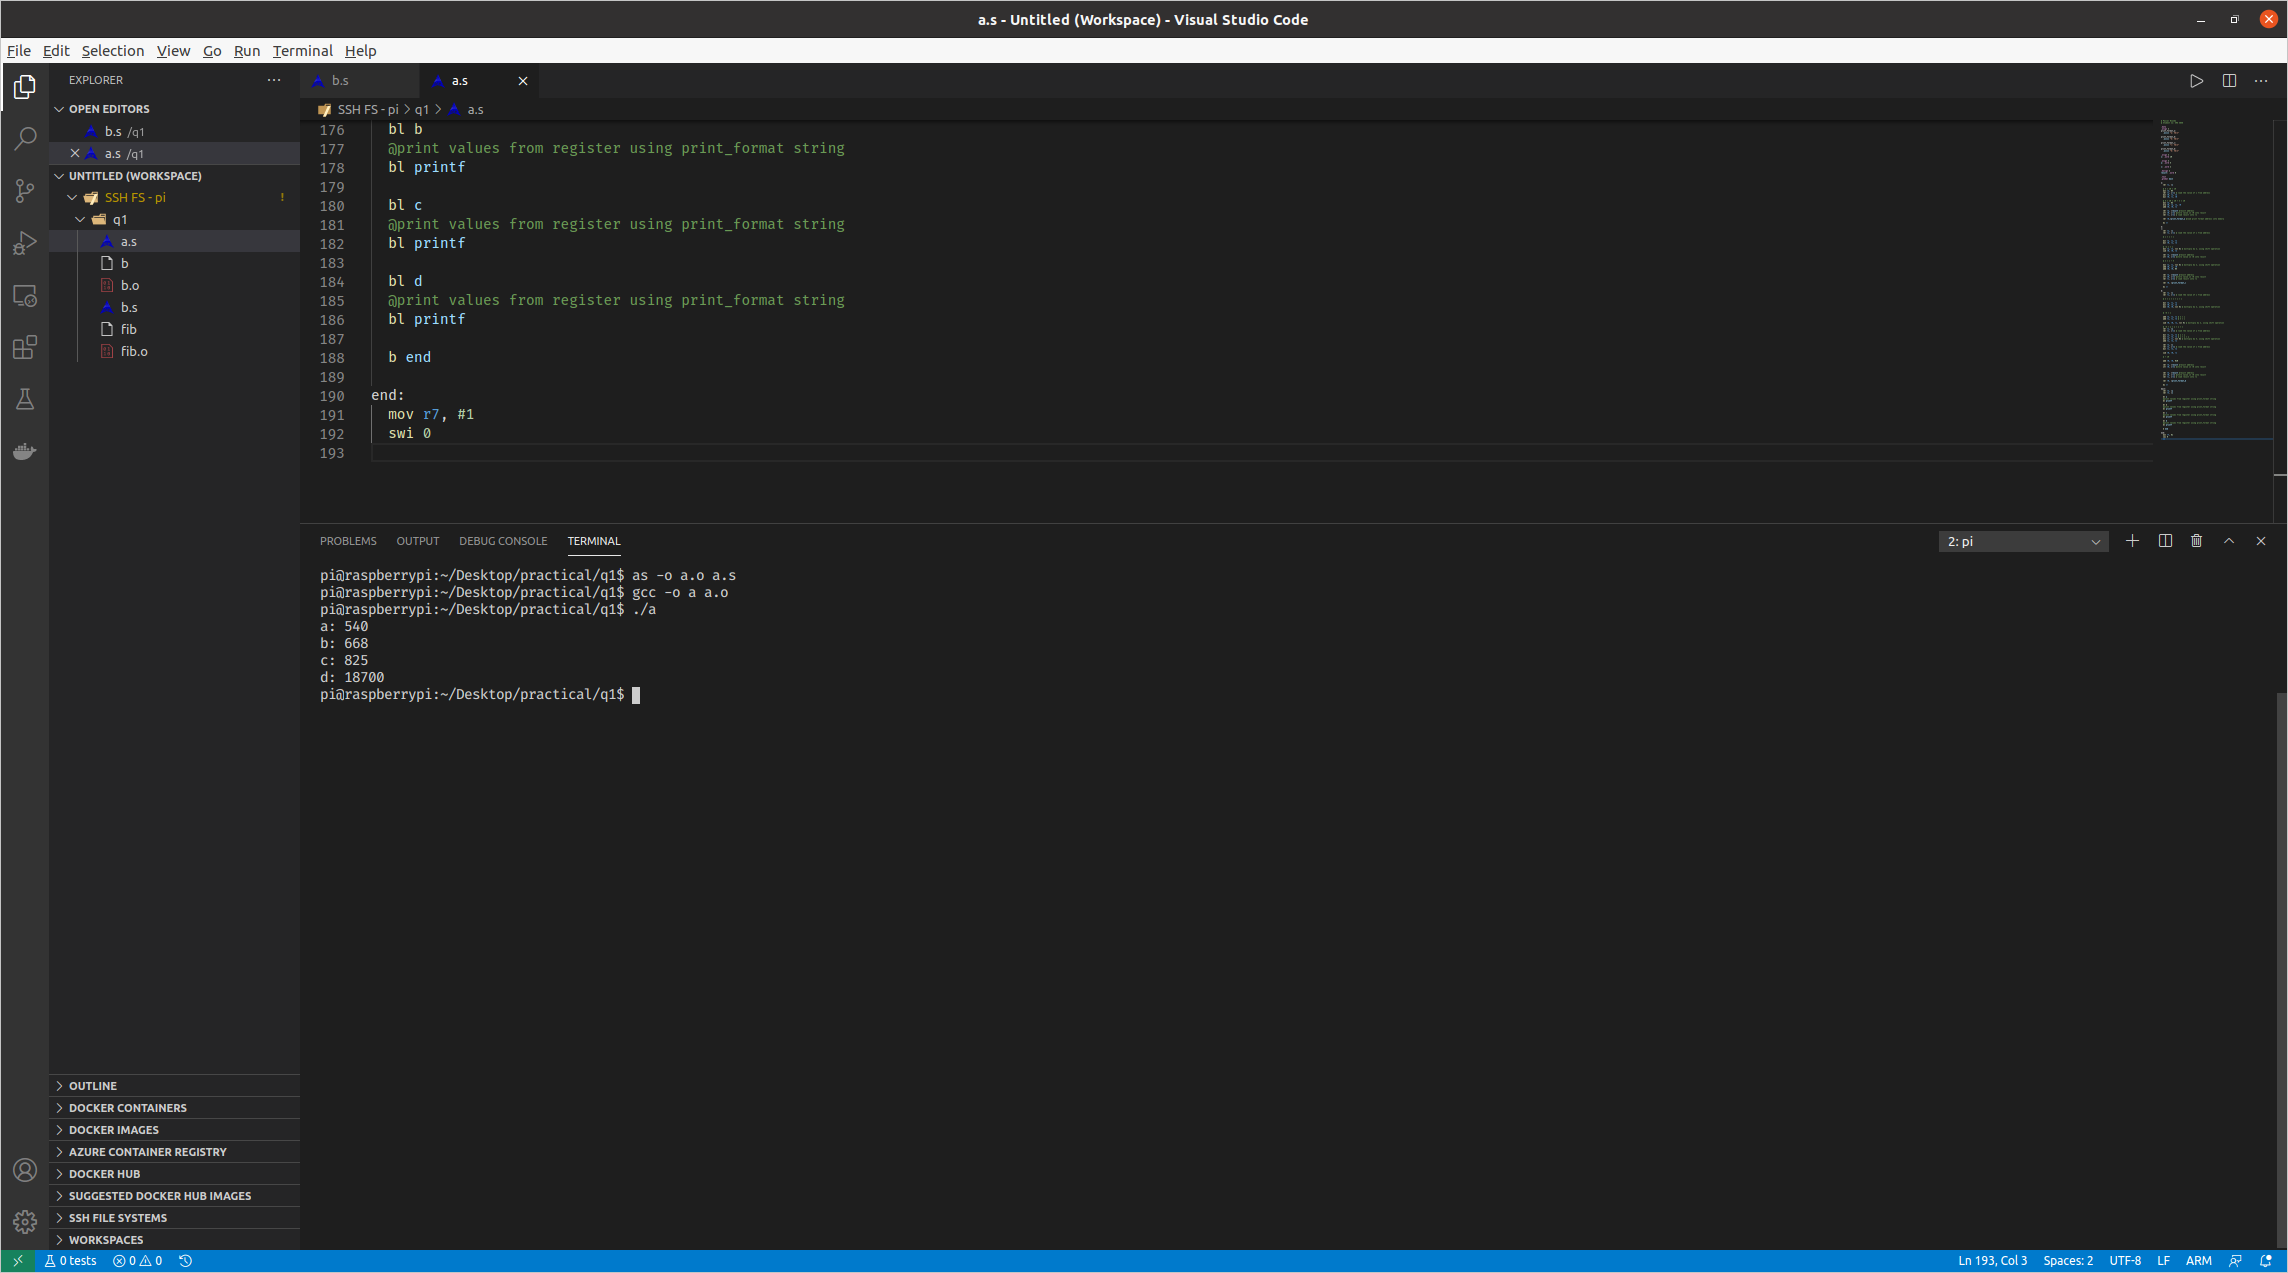 a.s - Untitled (Workspace) - Visual Studio Code
File Edit Selection View Go Run Terminal Help
EXPLORER
OPEN EDITORS
b.s /q1
a.s /q1
UNTITLED (WORKSPACE)
SSH FS - pi !
q1
a.s
b
b.o
b.s
fib
fib.o
OUTLINE
DOCKER CONTAINERS
DOCKER IMAGES
AZURE CONTAINER REGISTRY
DOCKER HUB
SUGGESTED DOCKER HUB IMAGES
SSH FILE SYSTEMS
WORKSPACES
b.s a.s
SSH FS - pi > q1 > a.s
176 bl b
177 @print values from register using print_format string
178 bl printf
179
180 bl c
181 @print values from register using print_format string
182 bl printf
183
184 bl d
185 @print values from register using print_format string
186 bl printf
187
188 b end
189
190 end:
191 mov r7, #1
192 swi 0
193
PROBLEMS OUTPUT DEBUG CONSOLE TERMINAL 2: pi
pi@raspberrypi:~/Desktop/practical/q1$ as -o a.o a.s
pi@raspberrypi:~/Desktop/practical/q1$ gcc -o a a.o
pi@raspberrypi:~/Desktop/practical/q1$ ./a
a: 540
b: 668
c: 825
d: 18700
pi@raspberrypi:~/Desktop/practical/q1$
0 tests 0 0 Ln 193, Col 3 Spaces: 2 UTF-8 LF ARM